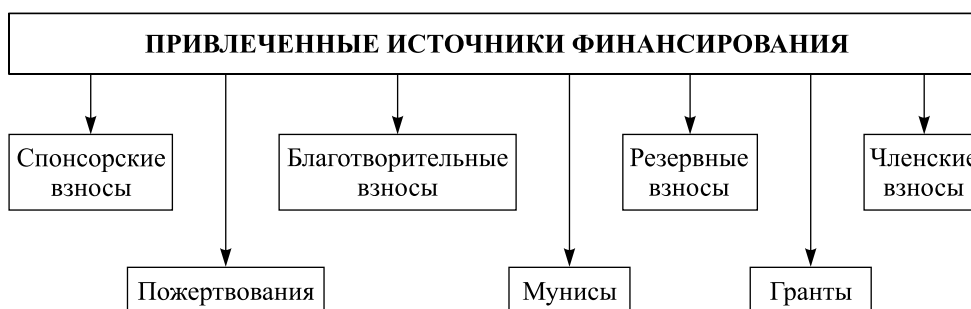 ПРИВЛЕЧЕННЫЕ ИСТОЧНИКИ ФИНАНСИРОВАНИЯ
Спонсорские
взносы
Благотворительные
взносы
Резервные
взносы
Членские
взносы
Пожертвования
Мунисы
Гранты